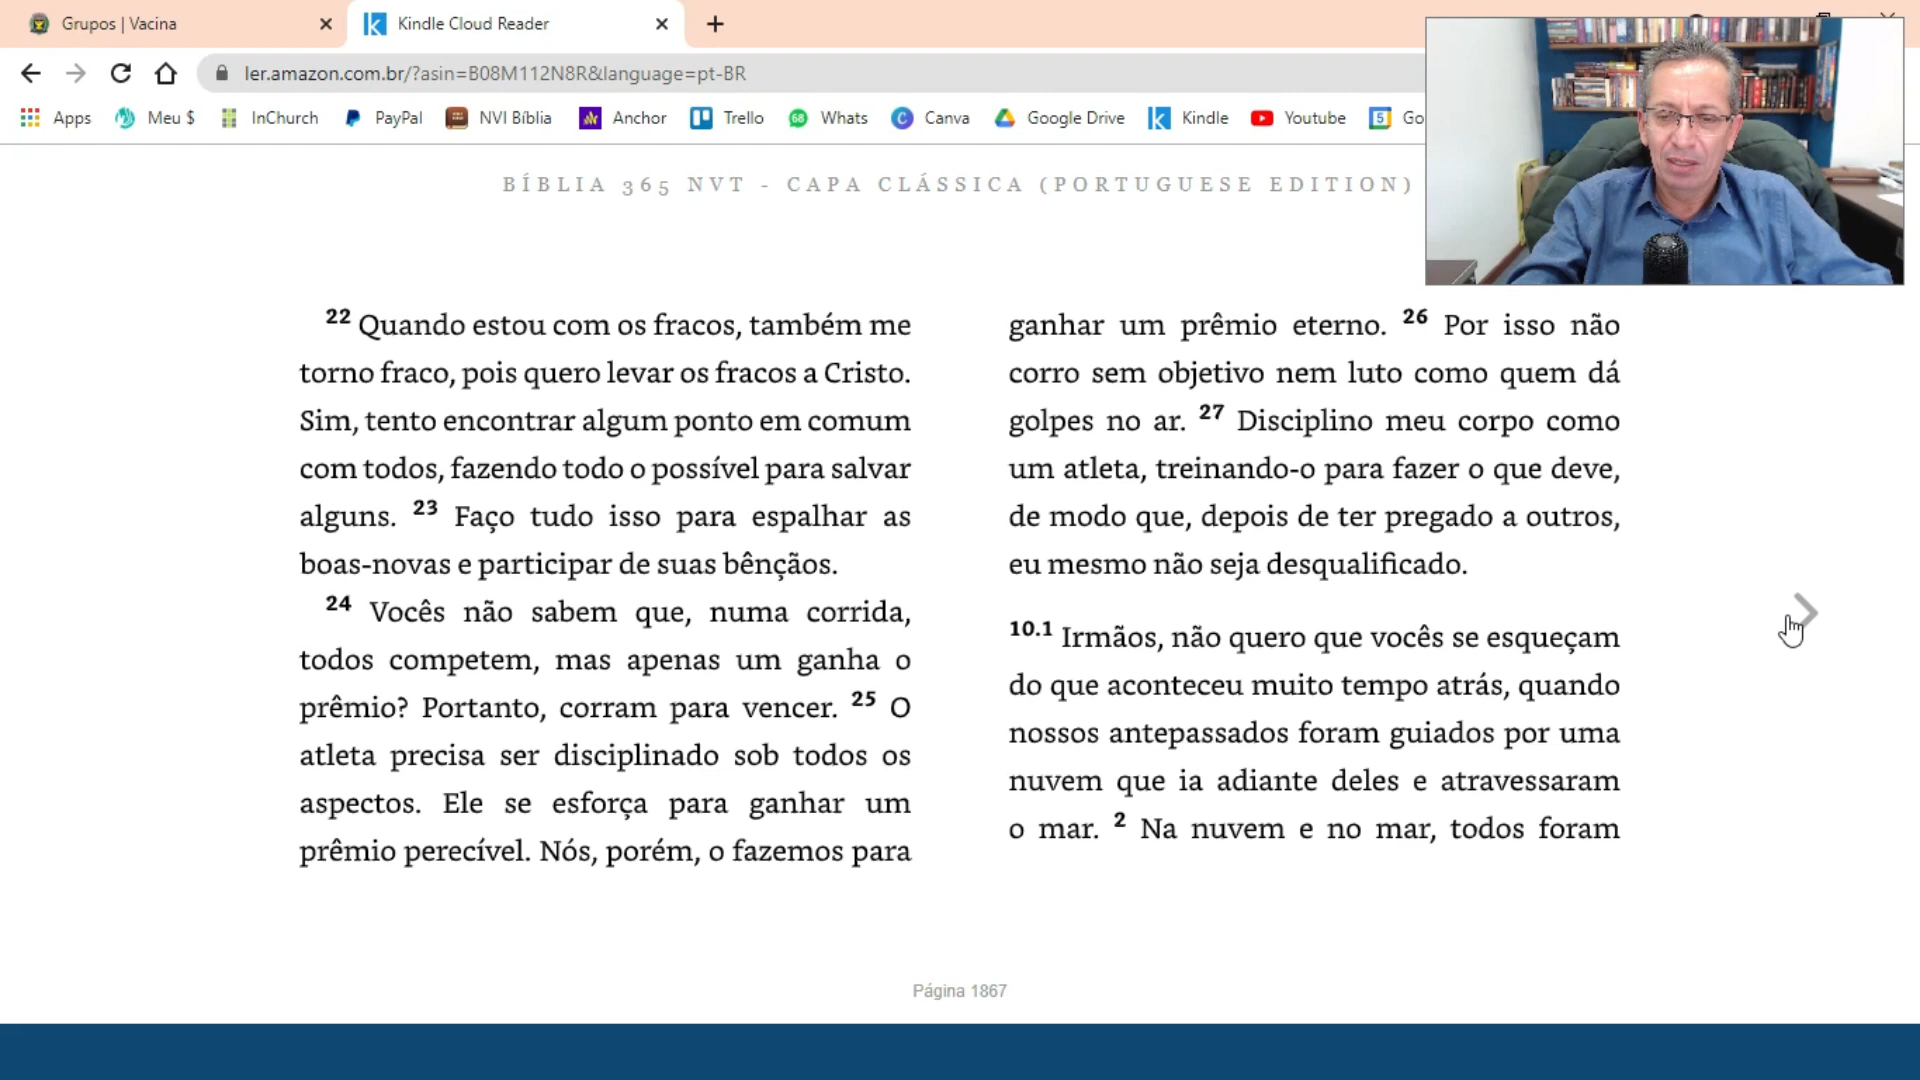 Grupos | Vacina
Kindle Cloud Reader
ler.amazon.com.br/?asin=B08M112N8R&language=pt-BR
Apps
Meu $
InChurch
PayPal
NVI Bíblia
Anchor
Trello
68
Whats
Canva
Google Drive
Kindle
Youtube
5
Go
BÍBLIA 365 NVT - CAPA CLÁSSICA (PORTUGUESE EDITION)
22 Quando estou com os fracos, também me
torno fraco, pois quero levar os fracos a Cristo.
Sim, tento encontrar algum ponto em comum
com todos, fazendo todo o possível para salvar
alguns. 23 Faço tudo isso para espalhar as
boas-novas e participar de suas bênçãos.
24 Vocês não sabem que, numa corrida,
todos competem, mas apenas um ganha o
prêmio? Portanto, corram para vencer. 25 O
atleta precisa ser disciplinado sob todos os
aspectos. Ele se esforça para ganhar um
prêmio perecível. Nós, porém, o fazemos para
ganhar um prêmio eterno. 26 Por isso não
corro sem objetivo nem luto como quem dá
golpes no ar. 27 Disciplino meu corpo como
um atleta, treinando-o para fazer o que deve,
de modo que, depois de ter pregado a outros,
eu mesmo não seja desqualificado.
10.1 Irmãos, não quero que vocês se esqueçam
do que aconteceu muito tempo atrás, quando
nossos antepassados foram guiados por uma
nuvem que ia adiante deles e atravessaram
o mar. 2 Na nuvem e no mar, todos foram
Página 1867